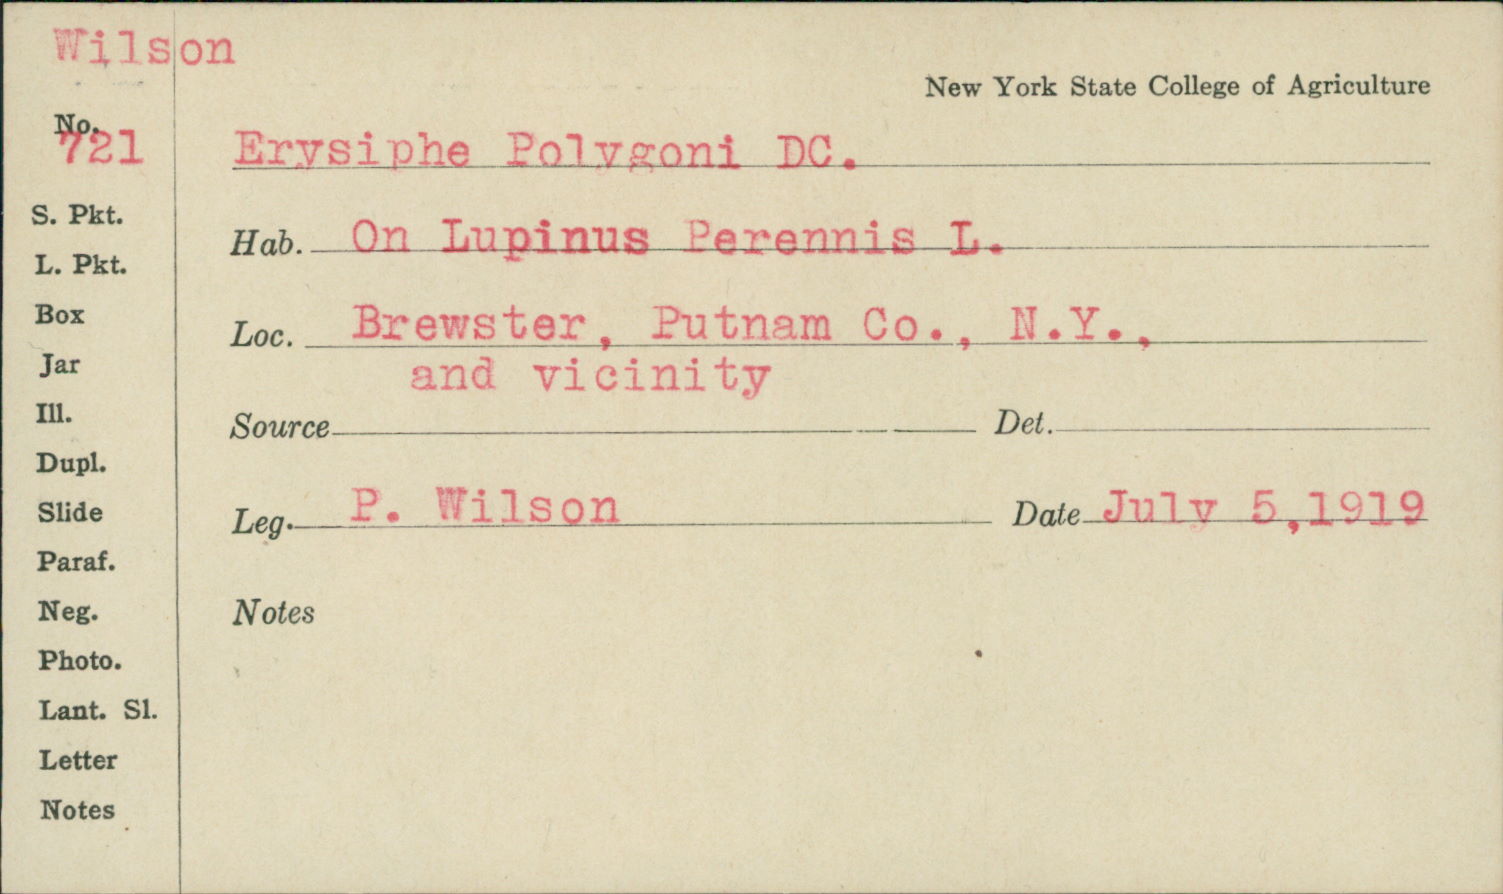 Wilson
New York State College of Agriculture
No.
721
Erysiphe Polygoni DC.
S. Pkt.
Hab. On Lupinus Perennis L.
L. Pkt.
Box
Loc. Brewster, Putnam Co., N.Y.,
Jar
and vicinity
Ill.
Source Det.
Dupl.
Slide
Leg. P. Wilson Date July 5,1919
Paraf.
Neg.
Notes
Photo.
Lant. Sl.
Letter
Notes